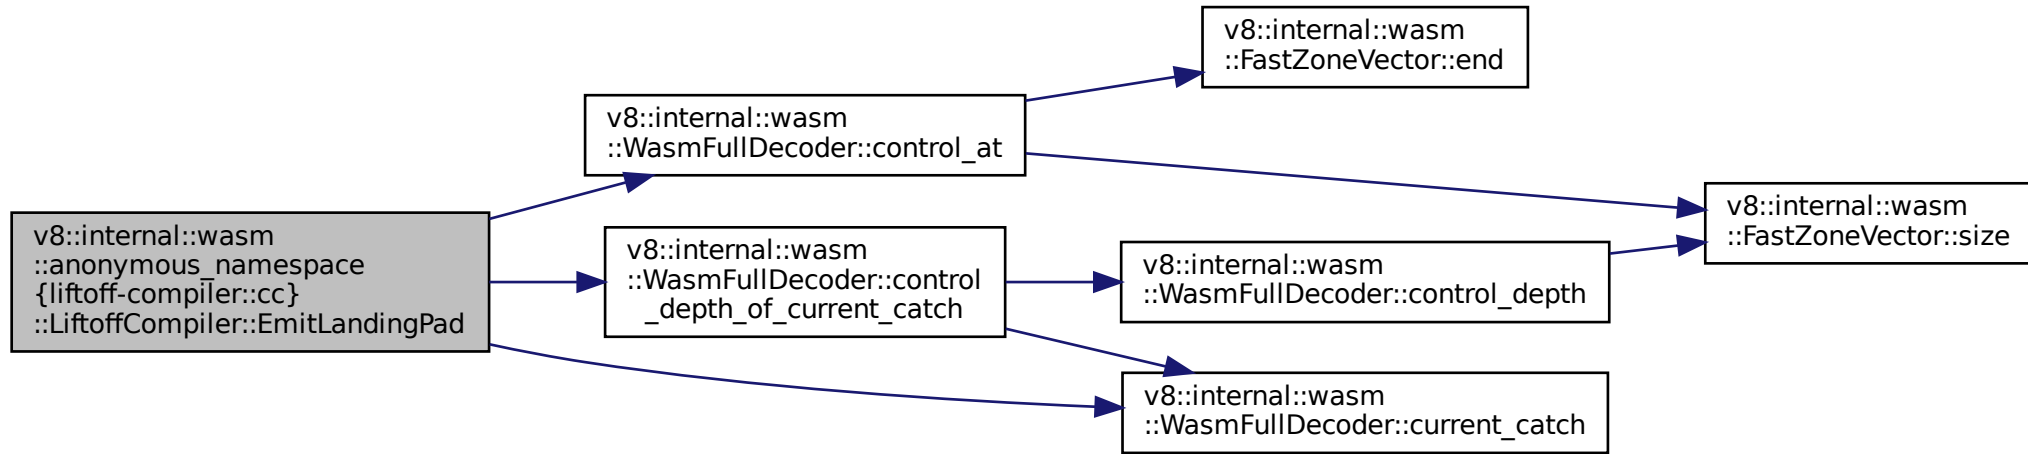 v8::internal::wasm
::anonymous_namespace
{liftoff-compiler::cc}
::LiftoffCompiler::EmitLandingPad
v8::internal::wasm
::WasmFullDecoder::control_at
v8::internal::wasm
::FastZoneVector::end
v8::internal::wasm
::FastZoneVector::size
v8::internal::wasm
::WasmFullDecoder::control
_depth_of_current_catch
v8::internal::wasm
::WasmFullDecoder::control_depth
v8::internal::wasm
::WasmFullDecoder::current_catch